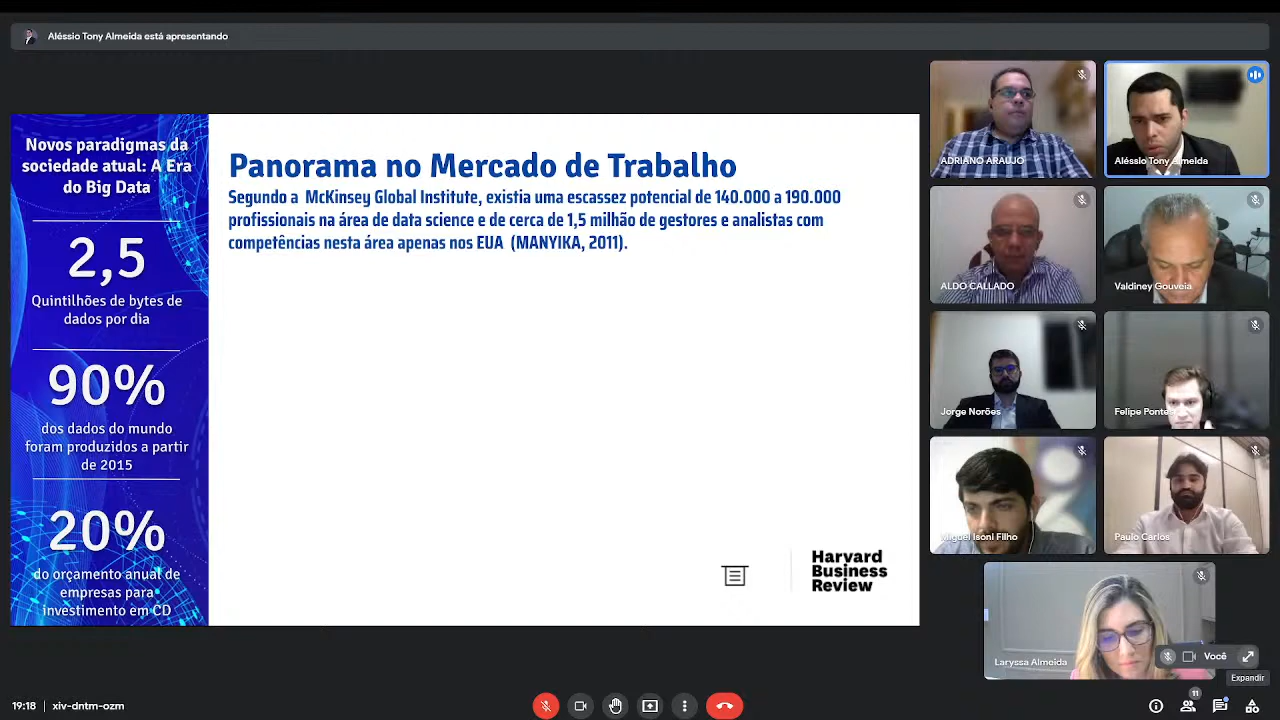 Aléssio Tony Almeida está apresentando
Novos paradigmas da
sociedade atual: A Era
do Big Data
2,5
Quintilhões de bytes de
dados por dia
90%
dos dados do mundo
foram produzidos a partir
de 2015
20%
do orçamento anual de
empresas para
investimento em CD
Panorama no Mercado de Trabalho
Segundo a McKinsey Global Institute, existia uma escassez potencial de 140.000 a 190.000
profissionais na área de data science e de cerca de 1,5 milhão de gestores e analistas com
competências nesta área apenas nos EUA (MANYIKA, 2011).
Harvard
Business
Review
ADRIANO ARAUJO
Aléssio Tony Almeida
ALDO CALLADO
Valdiney Gouveia
Jorge Norões
Felipe Pontes
Miguel Isoni Filho
Paulo Carlos
Laryssa Almeida
Você
Expandir
19:18 | xiv-dntm-ozm
11